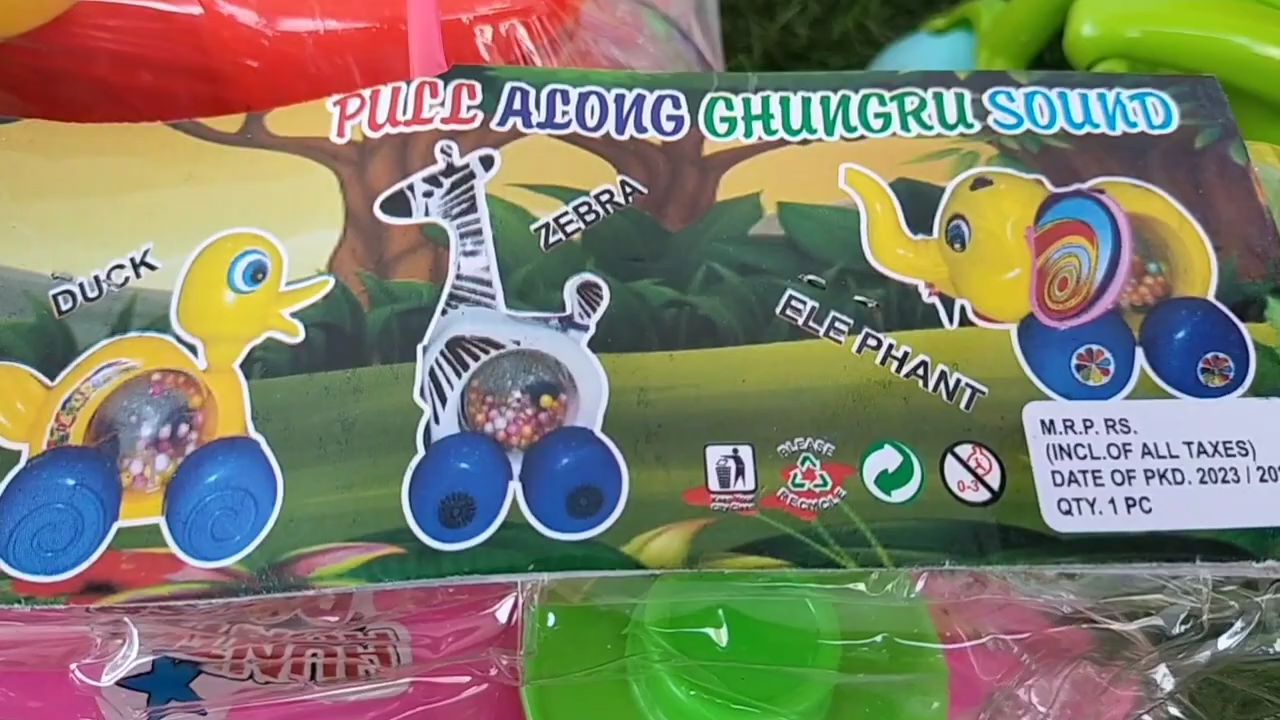 PULL ALONG GHUNGRU SOUND
DUCK
ZEBRA
ELE PHANT
PLEASE
RECYCLE
0-3
M.R.P. RS.
(INCL.OF ALL TAXES)
DATE OF PKD. 2023 / 20
QTY. 1 PC